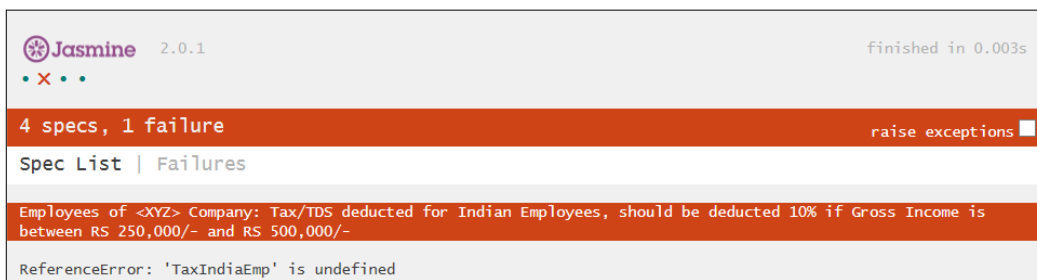 Jasmine 2.0.1 finished in 0.003s
• X • •
4 specs, 1 failure raise exceptions
Spec List | Failures
Employees of <XYZ> Company: Tax/TDS deducted for Indian Employees, should be deducted 10% if Gross Income is
between RS 250,000/- and RS 500,000/-
ReferenceError: 'TaxIndiaEmp' is undefined